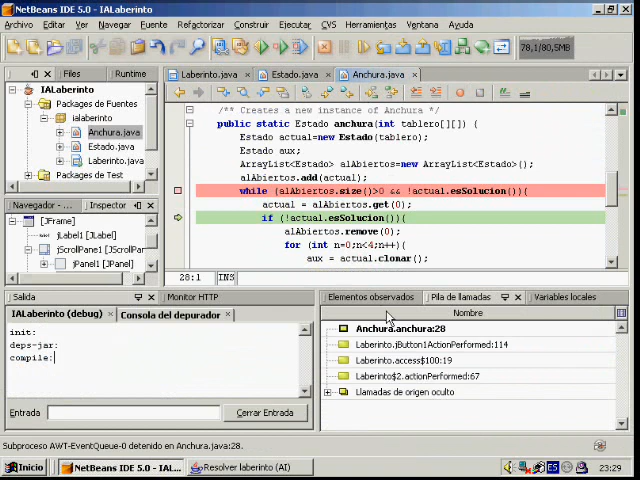 NetBeans IDE 5.0 - IALaberinto
Archivo Editar Ver Navegar Fuente Refactorizar Construir Ejecutar CVS Herramientas Ventana Ayuda
78,1/80,5MB
Files Runtime
IALaberinto
Packages de Fuentes
ialaberinto
Anchura.java
Estado.java
Laberinto.java
Packages de Test
Navegador - Inspector
[JFrame]
jLabel1 [JLabel]
jScrollPane1 [JScrollPan
jPanel1 [JPanel]
Laberinto.java Estado.java Anchura.java
/** Creates a new instance of Anchura */
public static Estado anchura(int tablero[][]) {
Estado actual=new Estado(tablero);
Estado aux;
ArrayList<Estado> alAbiertos=new ArrayList<Estado>();
alAbiertos.add(actual);
while (alAbiertos.size()>0 && !actual.esSolucion()){
actual = alAbiertos.get(0);
if (!actual.esSolucion()){
alAbiertos.remove(0);
for (int n=0;n<4;n++){
aux = actual.clonar();
28:1 INS
Salida Monitor HTTP
IALaberinto (debug) Consola del depurador
init:
deps-jar:
compile:
Entrada Cerrar Entrada
Elementos observados Pila de llamadas Variables locales
Nombre
Anchura.anchura:28
Laberinto.jButton1ActionPerformed:114
Laberinto.access$100:19
Laberinto$2.actionPerformed:67
Llamadas de origen oculto
Subproceso AWT-EventQueue-0 detenido en Anchura.java:28.
Inicio NetBeans IDE 5.0 - IAL... Resolver laberinto (AI) ES 23:29